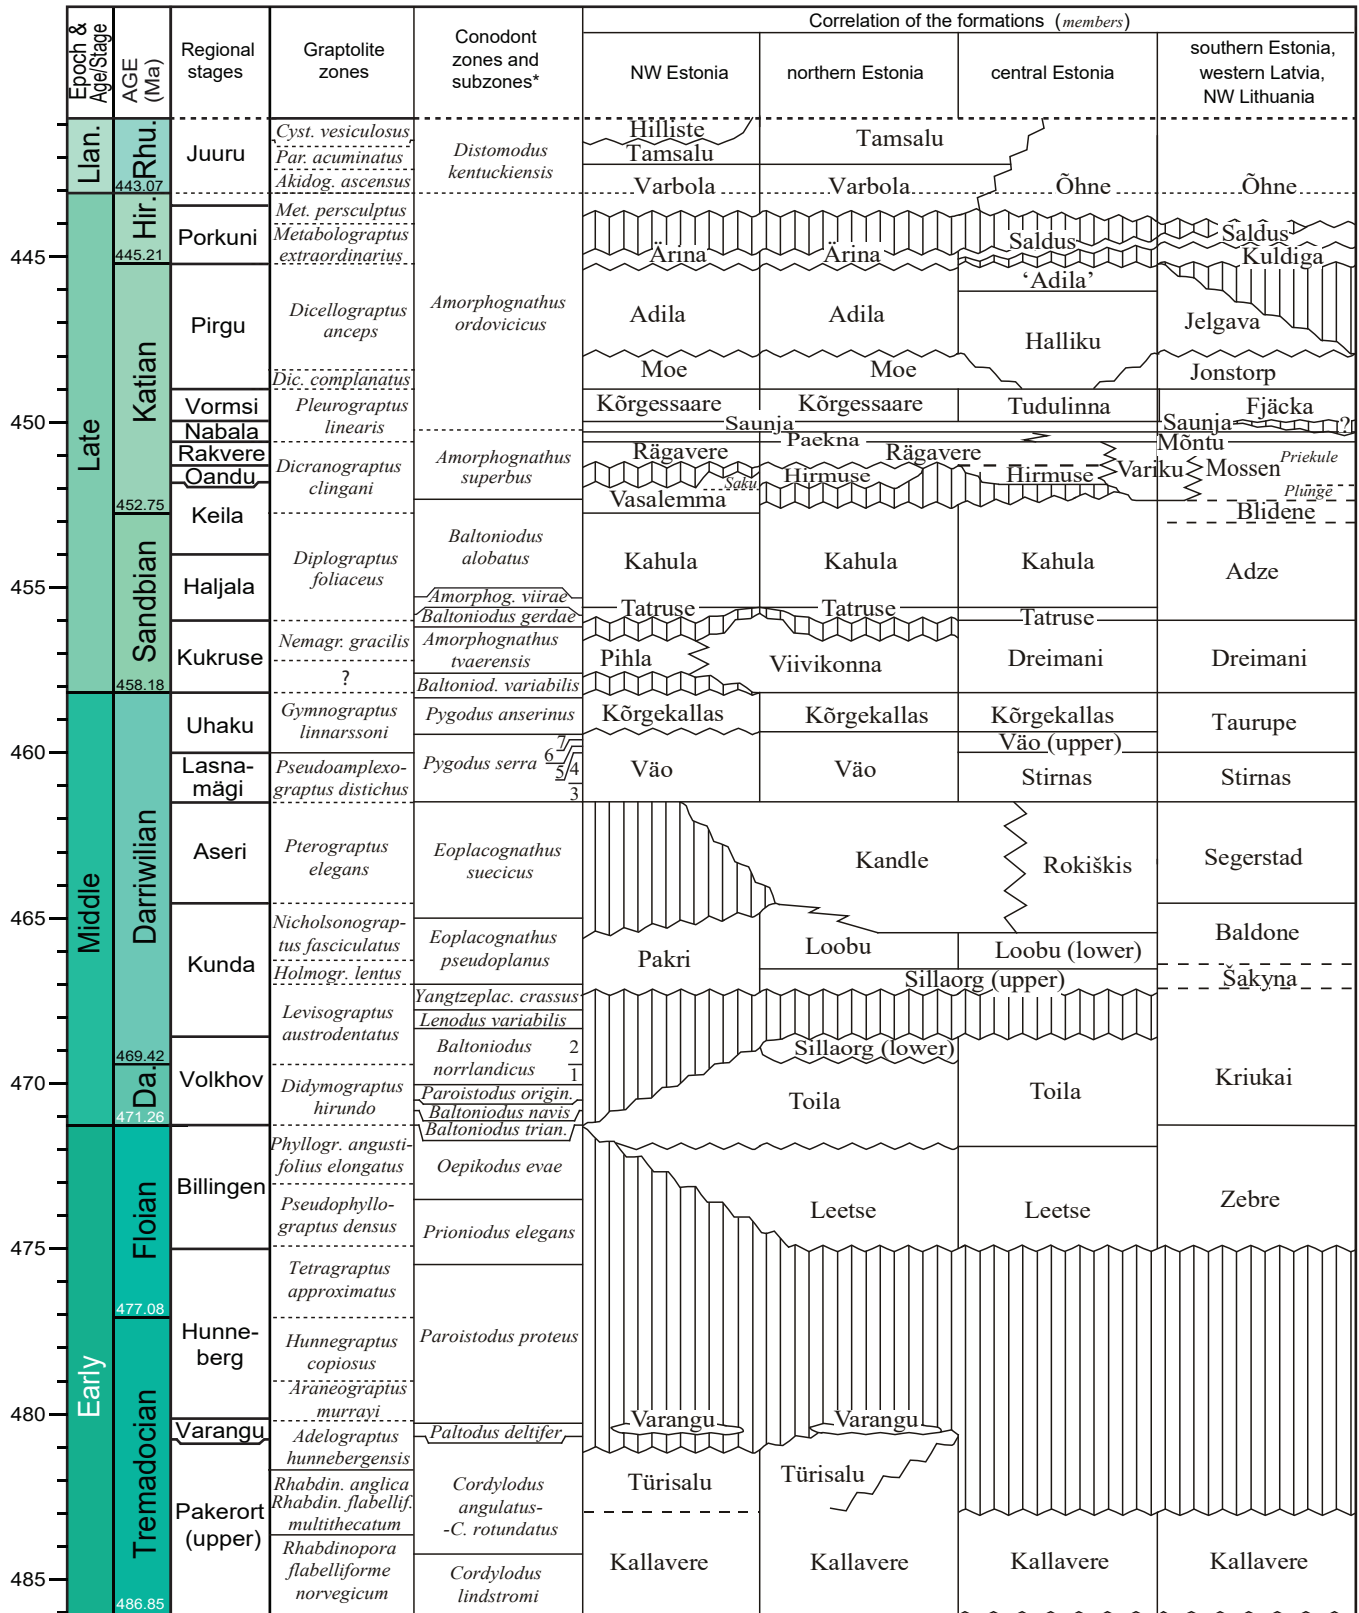 Epoch &
Age/Stage
AGE
(Ma)
Regional
stages
Graptolite
zones
Conodont
zones and
subzones*
Correlation of the formations (members)
NW Estonia
northern Estonia
central Estonia
southern Estonia,
western Latvia,
NW Lithuania
445
450
455
460
465
470
475
480
485
Llan.
Late
Middle
Early
Rhu.
443.07
Hir.
445.21
Katian
452.75
Sandbian
458.18
Darriwilian
469.42
Da.
471.26
Floian
477.08
Tremadocian
486.85
Juuru
Porkuni
Pirgu
Vormsi
Nabala
Rakvere
Oandu
Keila
Haljala
Kukruse
Uhaku
Lasna-
mägi
Aseri
Kunda
Volkhov
Billingen
Hunne-
berg
Varangu
Pakerort
(upper)
Cyst. vesiculosus
Par. acuminatus
Akidog. ascensus
Met. persculptus
Metabolograptus
extraordinarius
Dicellograptus
anceps
Dic. complanatus
Pleurograptus
linearis
Dicranograptus
clingani
Diplograptus
foliaceus
Nemagr. gracilis
?
Gymnograptus
linnarssoni
Pseudoamplexo-
graptus distichus
Pterograptus
elegans
Nicholsonograp-
tus fasciculatus
Holmogr. lentus
Levisograptus
austrodentatus
Didymograptus
hirundo
Phyllogr. angusti-
folius elongatus
Pseudophyllo-
graptus densus
Tetragraptus
approximatus
Hunnegraptus
copiosus
Araneograptus
murrayi
Adelograptus
hunnebergensis
Rhabdin. anglica
Rhabdin. flabellif.
multithecatum
Rhabdinopora
flabelliforme
norvegicum
Distomodus
kentuckiensis
Amorphognathus
ordovicicus
Amorphognathus
superbus
Baltoniodus
alobatus
Amorphog. viirae
Baltoniodus gerdae
Amorphognathus
tvaerensis
Baltoniod. variabilis
Pygodus anserinus
Pygodus serra
7
6
5
4
3
Eoplacognathus
suecicus
Eoplacognathus
pseudoplanus
Yangtzeplac. crassus
Lenodus variabilis
Baltoniodus
norrlandicus
2
1
Paroistodus origin.
Baltoniodus navis
Baltoniodus trian.
Oepikodus evae
Prioniodus elegans
Paroistodus proteus
Paltodus deltifer
Cordylodus
angulatus-
-C. rotundatus
Cordylodus
lindstromi
Hilliste
Tamsalu
Tamsalu
Varbola
Varbola
Õhne
Õhne
Ärina
Ärina
Saldus
Saldus
Kuldiga
Adila
Adila
'Adila'
Halliku
Jelgava
Moe
Moe
Jonstorp
Kõrgessaare
Kõrgessaare
Tudulinna
Fjäcka
Saunja
Saunja
?
Paekna
Mõntu
Rägavere
Rägavere
Saku
Hirmuse
Hirmuse
Variku
Mossen
Priekule
Plunge
Vasalemma
Blidene
Kahula
Kahula
Kahula
Adze
Tatruse
Tatruse
Tatruse
Pihla
Viivikonna
Dreimani
Dreimani
Kõrgekallas
Kõrgekallas
Kõrgekallas
Taurupe
Väo
Väo
Väo (upper)
Stirnas
Stirnas
Kandle
Rokiškis
Segerstad
Pakri
Loobu
Loobu (lower)
Baldone
Sillaorg (upper)
Šakyna
Sillaorg (lower)
Toila
Toila
Kriukai
Leetse
Leetse
Zebre
Varangu
Varangu
Türisalu
Türisalu
Kallavere
Kallavere
Kallavere
Kallavere